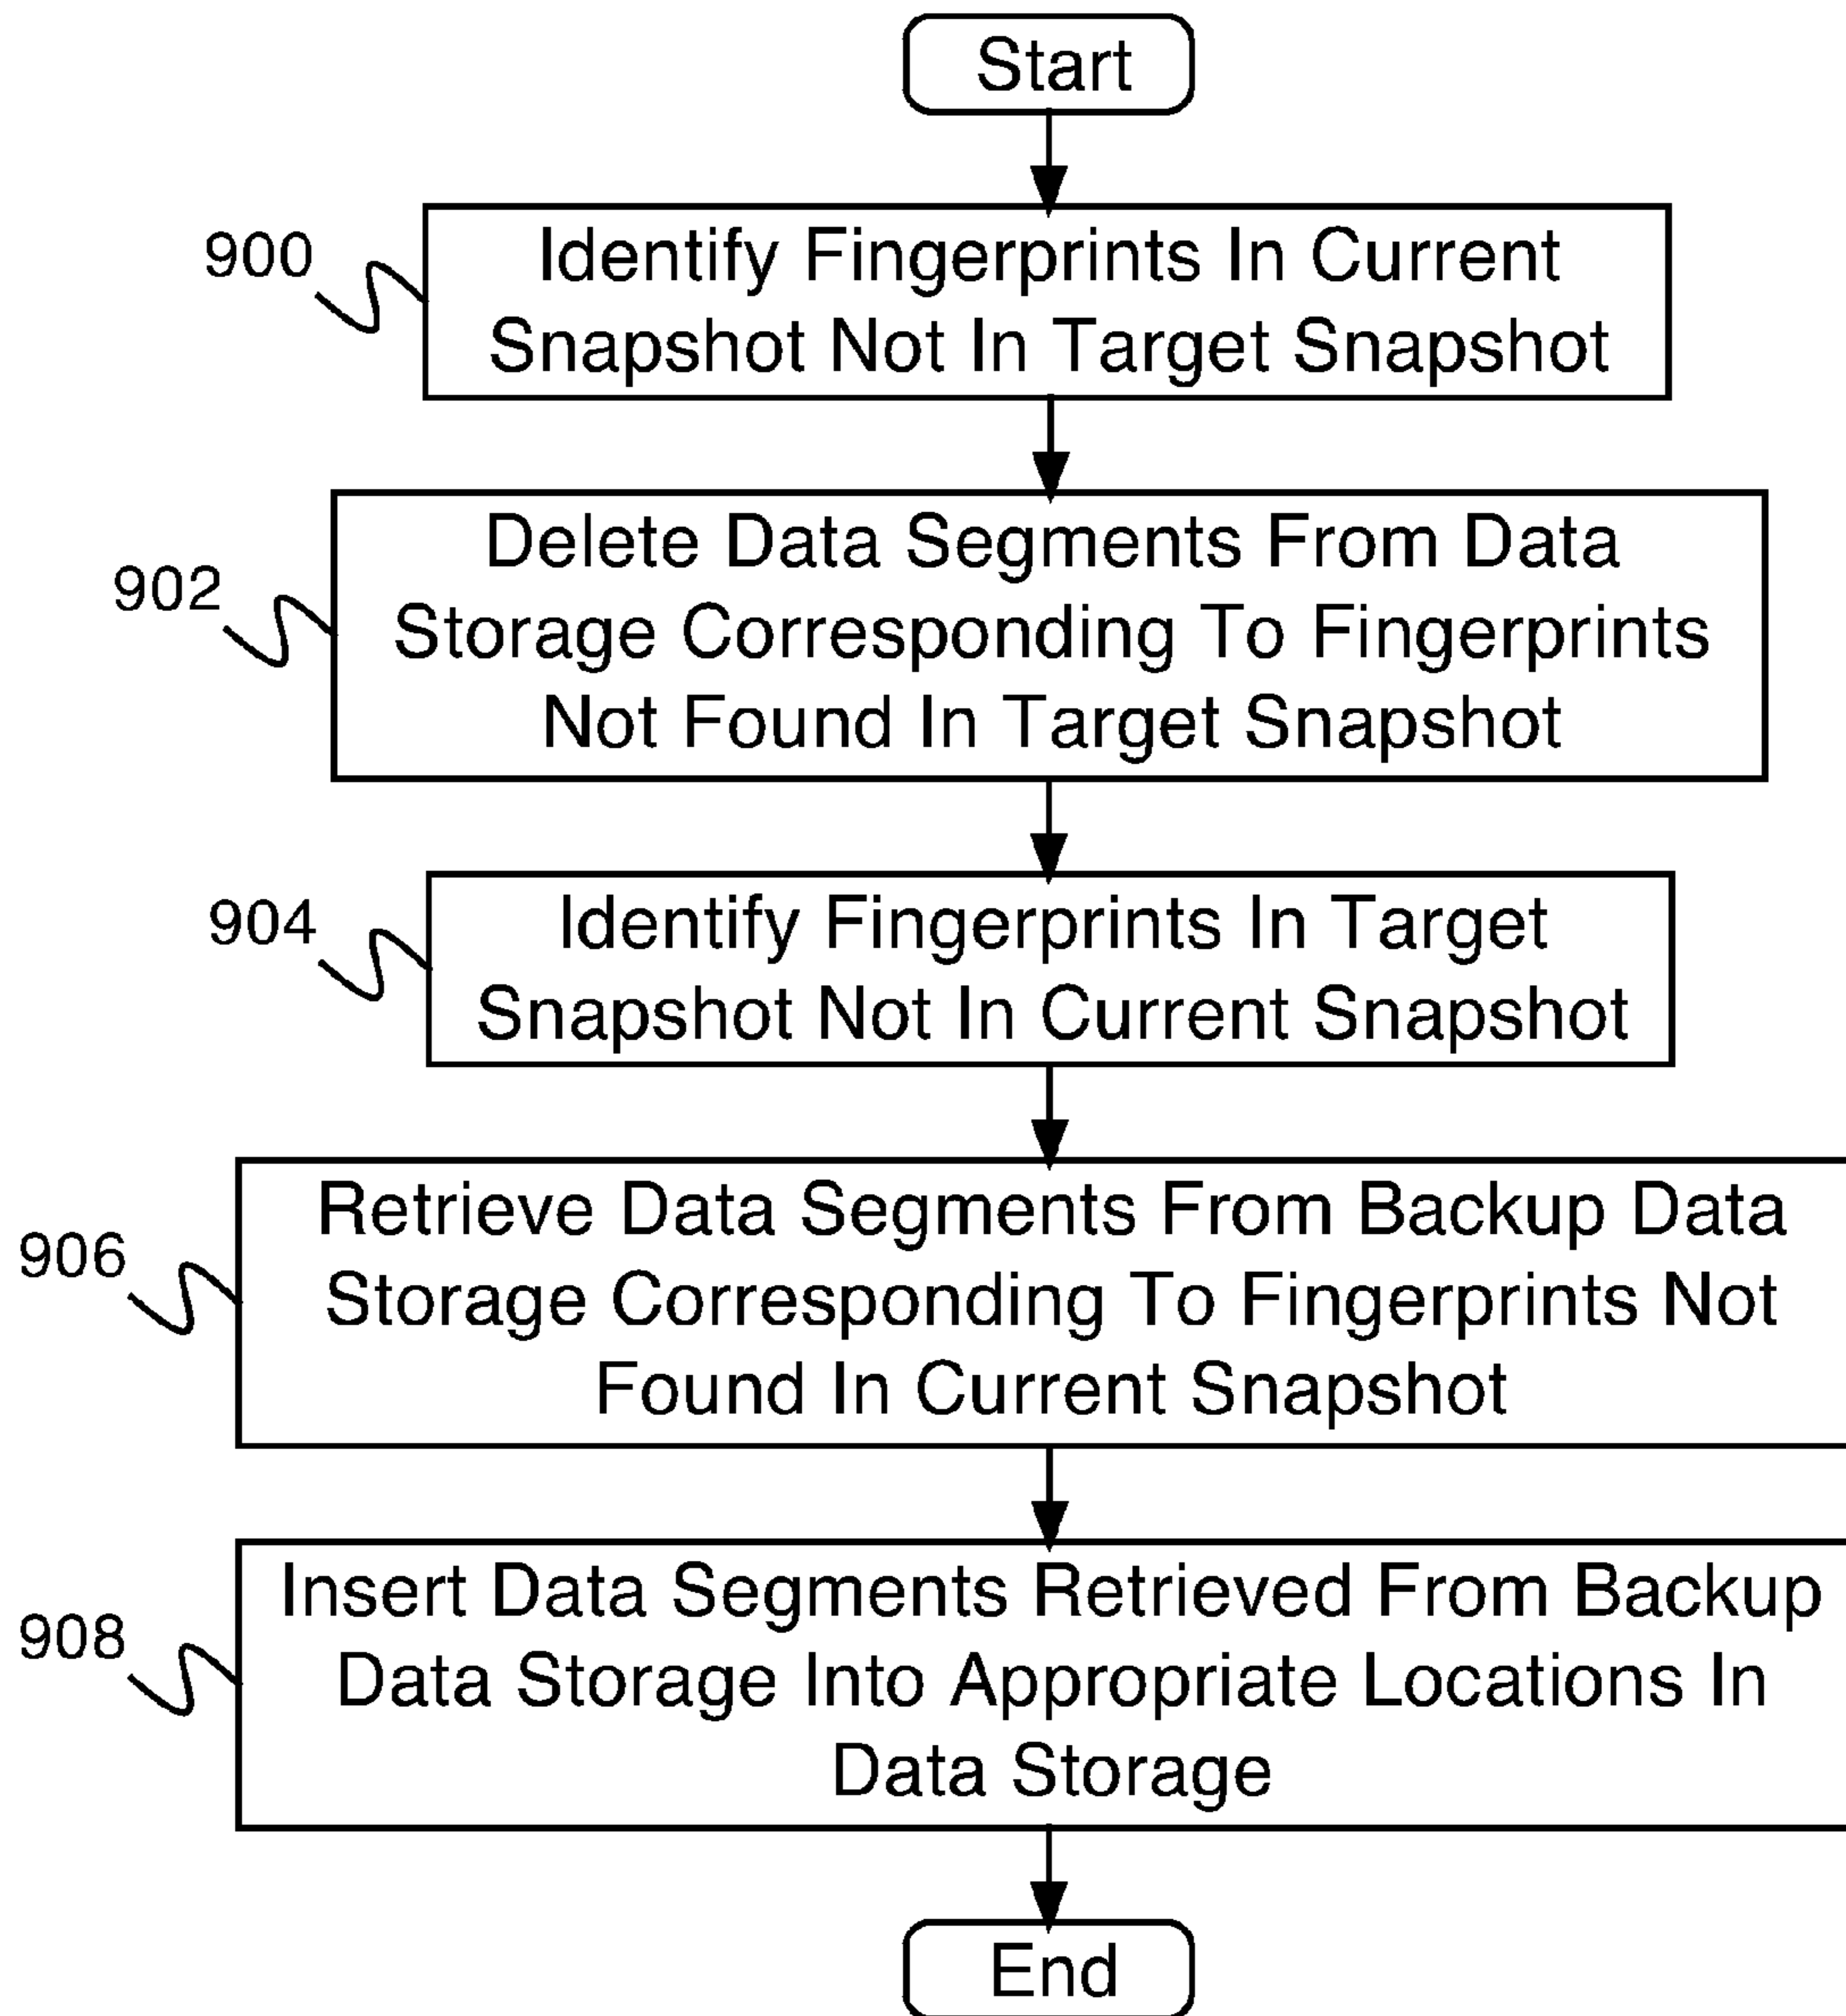 Start
900
Identify Fingerprints In Current
Snapshot Not In Target Snapshot
902
Delete Data Segments From Data
Storage Corresponding To Fingerprints
Not Found In Target Snapshot
904
Identify Fingerprints In Target
Snapshot Not In Current Snapshot
906
Retrieve Data Segments From Backup Data
Storage Corresponding To Fingerprints Not
Found In Current Snapshot
908
Insert Data Segments Retrieved From Backup
Data Storage Into Appropriate Locations In
Data Storage
End